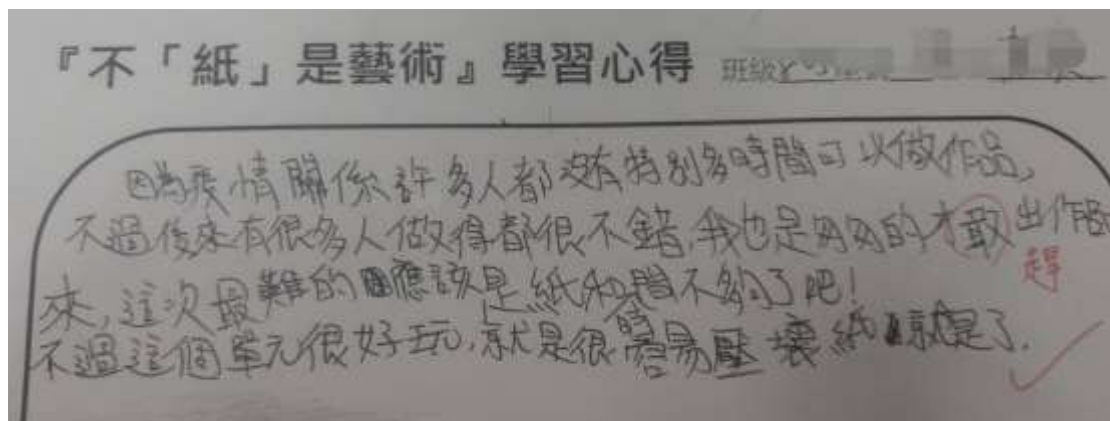 『不「紙」是藝術』學習心得 班級
因為疫情關係許多人都沒有特別多時間可以做作品,
不過後來有很多人做得都很不錯,我也是匆匆的才敢出作品
趕
來,這次最難的應該是紙和時間不夠了吧!
不過這個單元很好玩,就是很容易壓壞紙就是了.